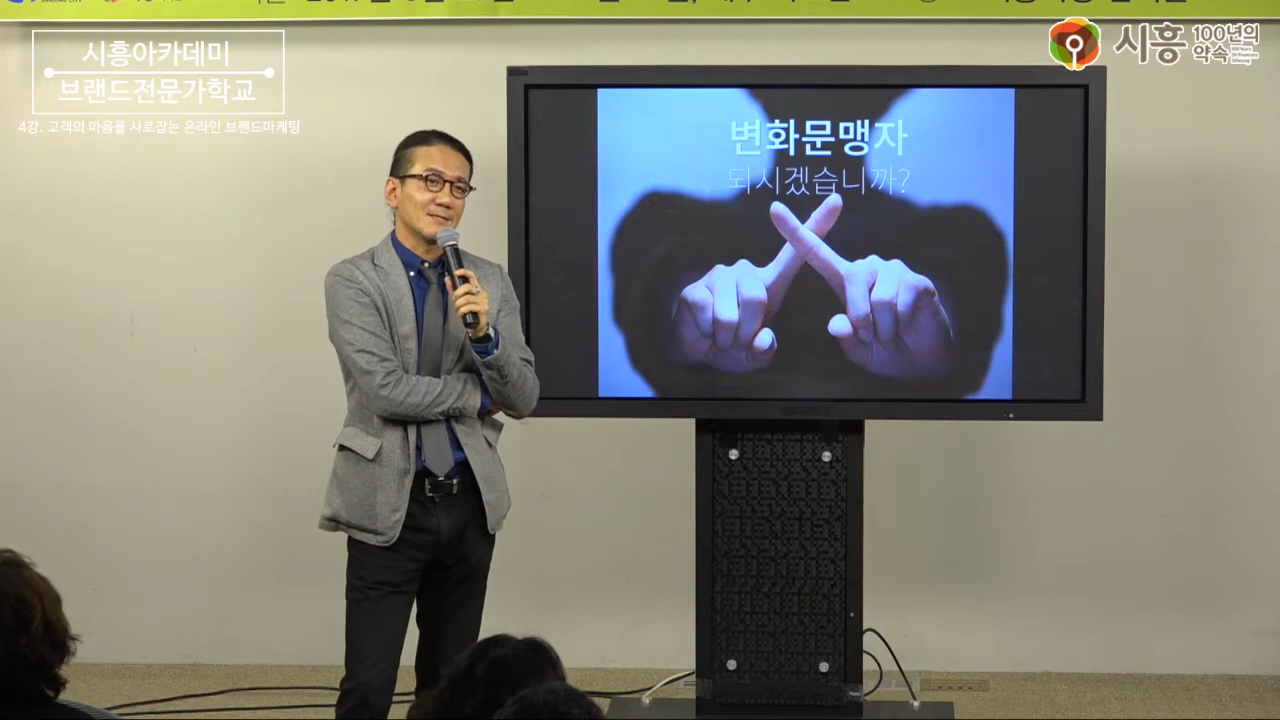 시흥아카데미
브랜드전문가학교
4강. 고객의 마음을 사로잡는 온라인 브랜드마케팅
시흥
100년의
약속
변화문맹자
되시겠습니까?